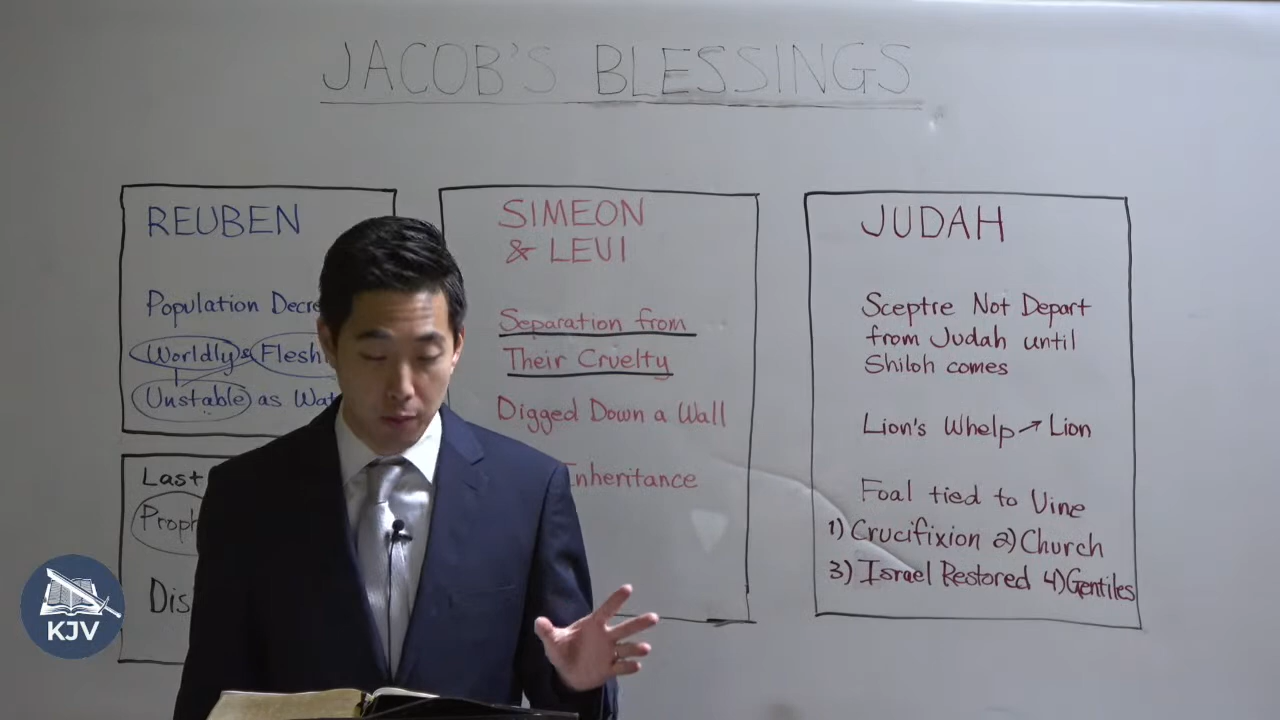 JACOB'S BLESSINGS
REUBEN
Population Decre
Worldly & Flesh
Unstable as Wat
Last
Proph
Dis
SIMEON
& LEVI
Separation from
Their Cruelty
Digged Down a Wall
Inheritance
JUDAH
Sceptre Not Depart
from Judah until
Shiloh comes
Lion's Whelp → Lion
Foal tied to Vine
1) Crucifixion 2) Church
3) Israel Restored 4) Gentiles
KJV